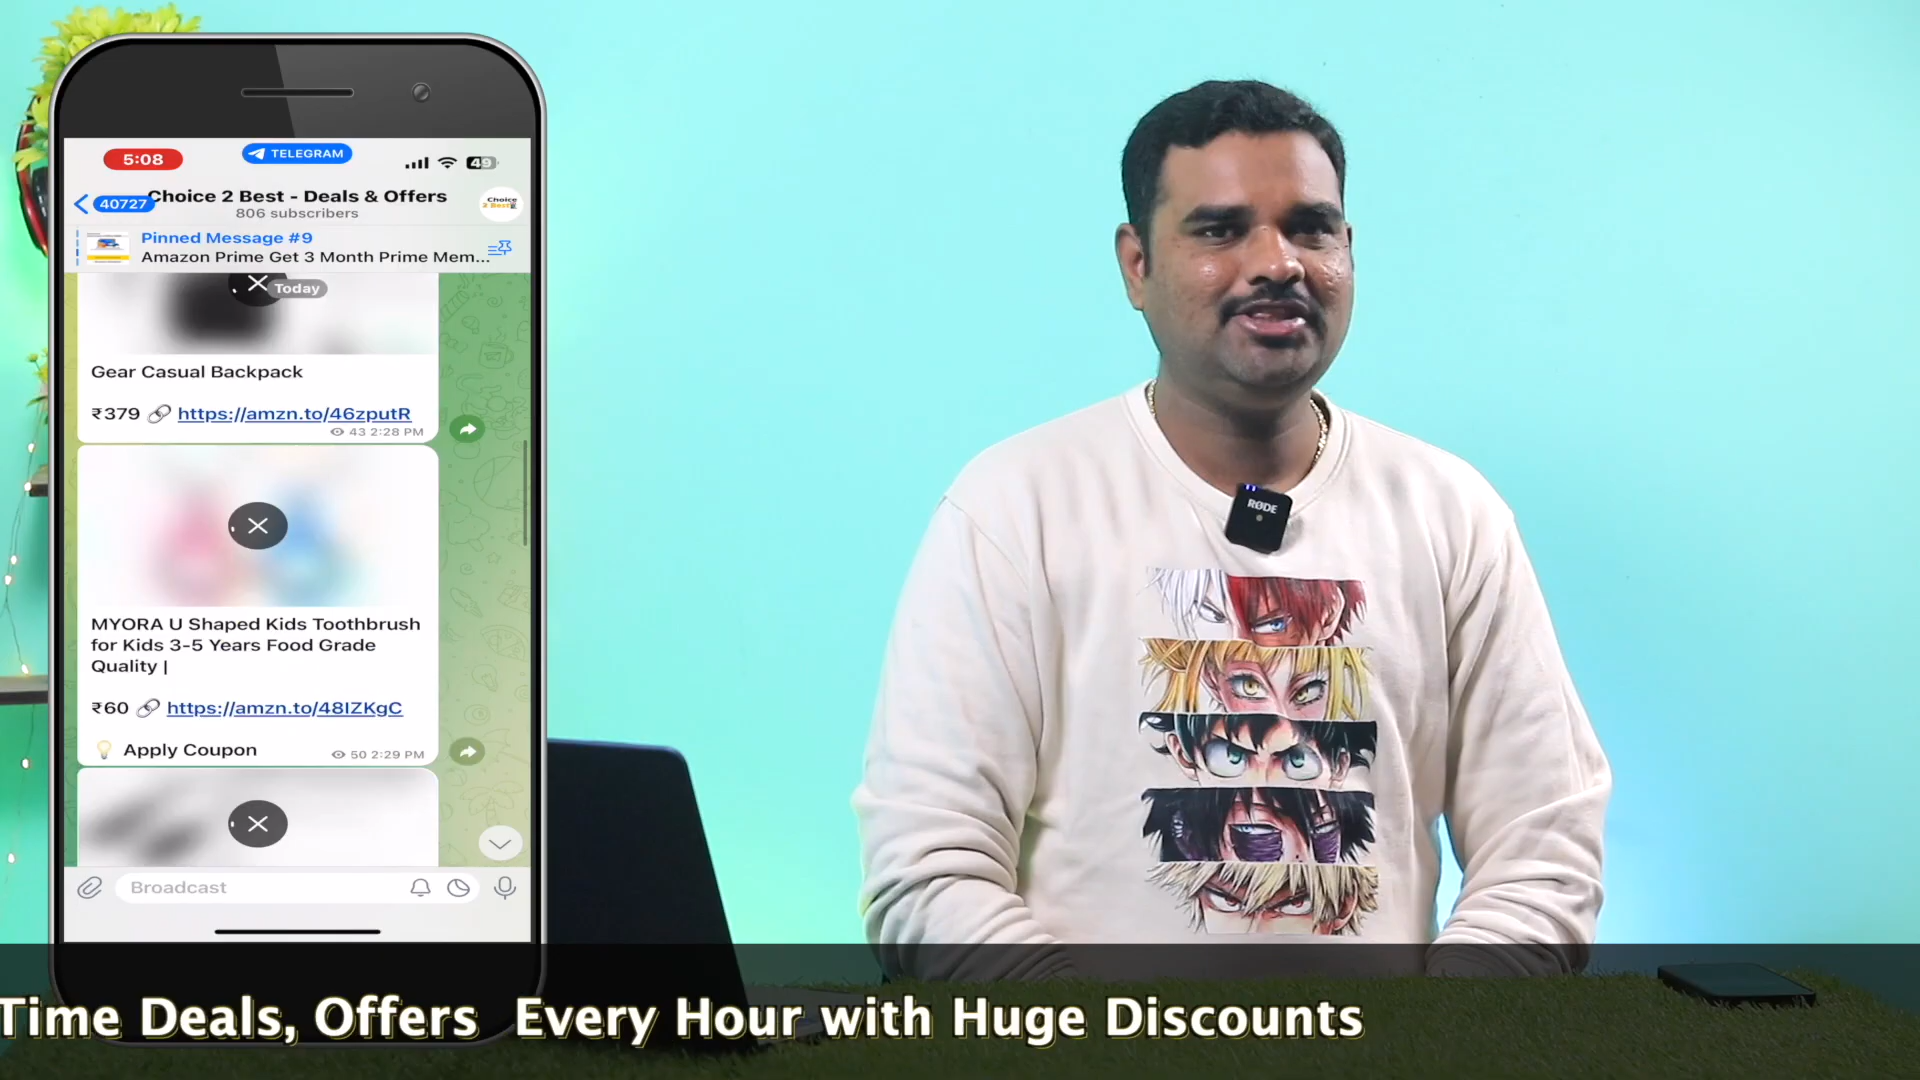 5:08
TELEGRAM
49
40727
Choice 2 Best - Deals & Offers
806 subscribers
Choice
2 Best
Pinned Message #9
Amazon Prime Get 3 Month Prime Mem...
Today
Gear Casual Backpack
₹379 https://amzn.to/46zputR
43 2:28 PM
MYORA U Shaped Kids Toothbrush
for Kids 3-5 Years Food Grade
Quality |
₹60 https://amzn.to/48IZKgC
Apply Coupon
50 2:29 PM
Broadcast
RØDE
Time Deals, Offers Every Hour with Huge Discounts